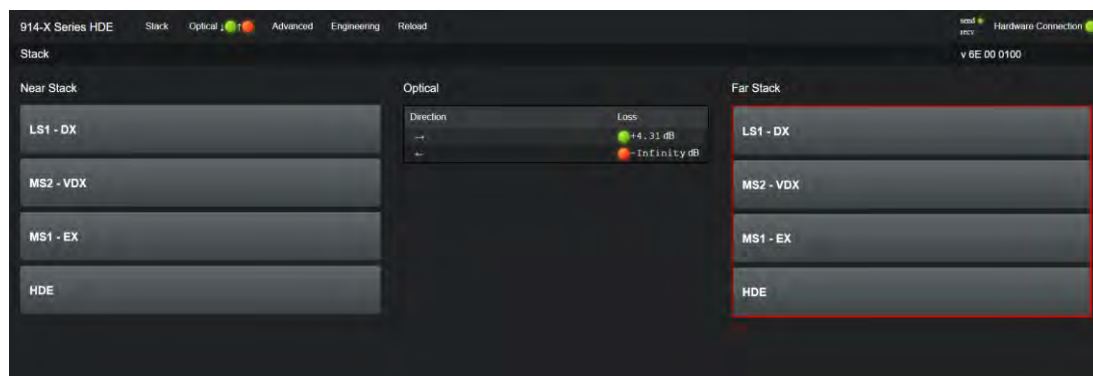 914-X Series HDE Stack Optical ↓↑ Advanced Engineering Reload send recv Hardware Connection
Stack v 6E 00 0100
Near Stack Optical Far Stack
Direction Loss
→ +4.31 dB
← -Infinity dB
LS1 - DX
MS2 - VDX
MS1 - EX
HDE
LS1 - DX
MS2 - VDX
MS1 - EX
HDE